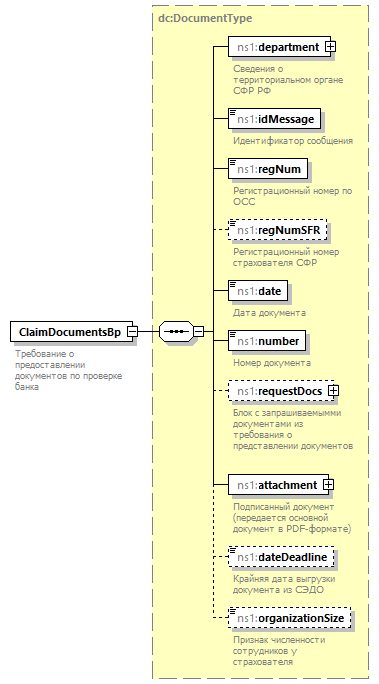 dc:DocumentType
ns1:department
Сведения о
территориальном органе
СФР РФ
ns1:idMessage
Идентификатор сообщения
ns1:regNum
Регистрационный номер по
ОСС
ns1:regNumSFR
Регистрационный номер
страхователя СФР
ns1:date
Дата документа
ClaimDocumentsBp
Требование о
предоставлении
документов по проверке
банка
ns1:number
Номер документа
ns1:requestDocs
Блок с запрашиваемымми
документами из
требования о
представлении документов
ns1:attachment
Подписанный документ
(передается основной
документ в PDF-формате)
ns1:dateDeadline
Крайняя дата выгрузки
документа из СЭДО
ns1:organizationSize
Признак численности
сотрудников у
страхователя